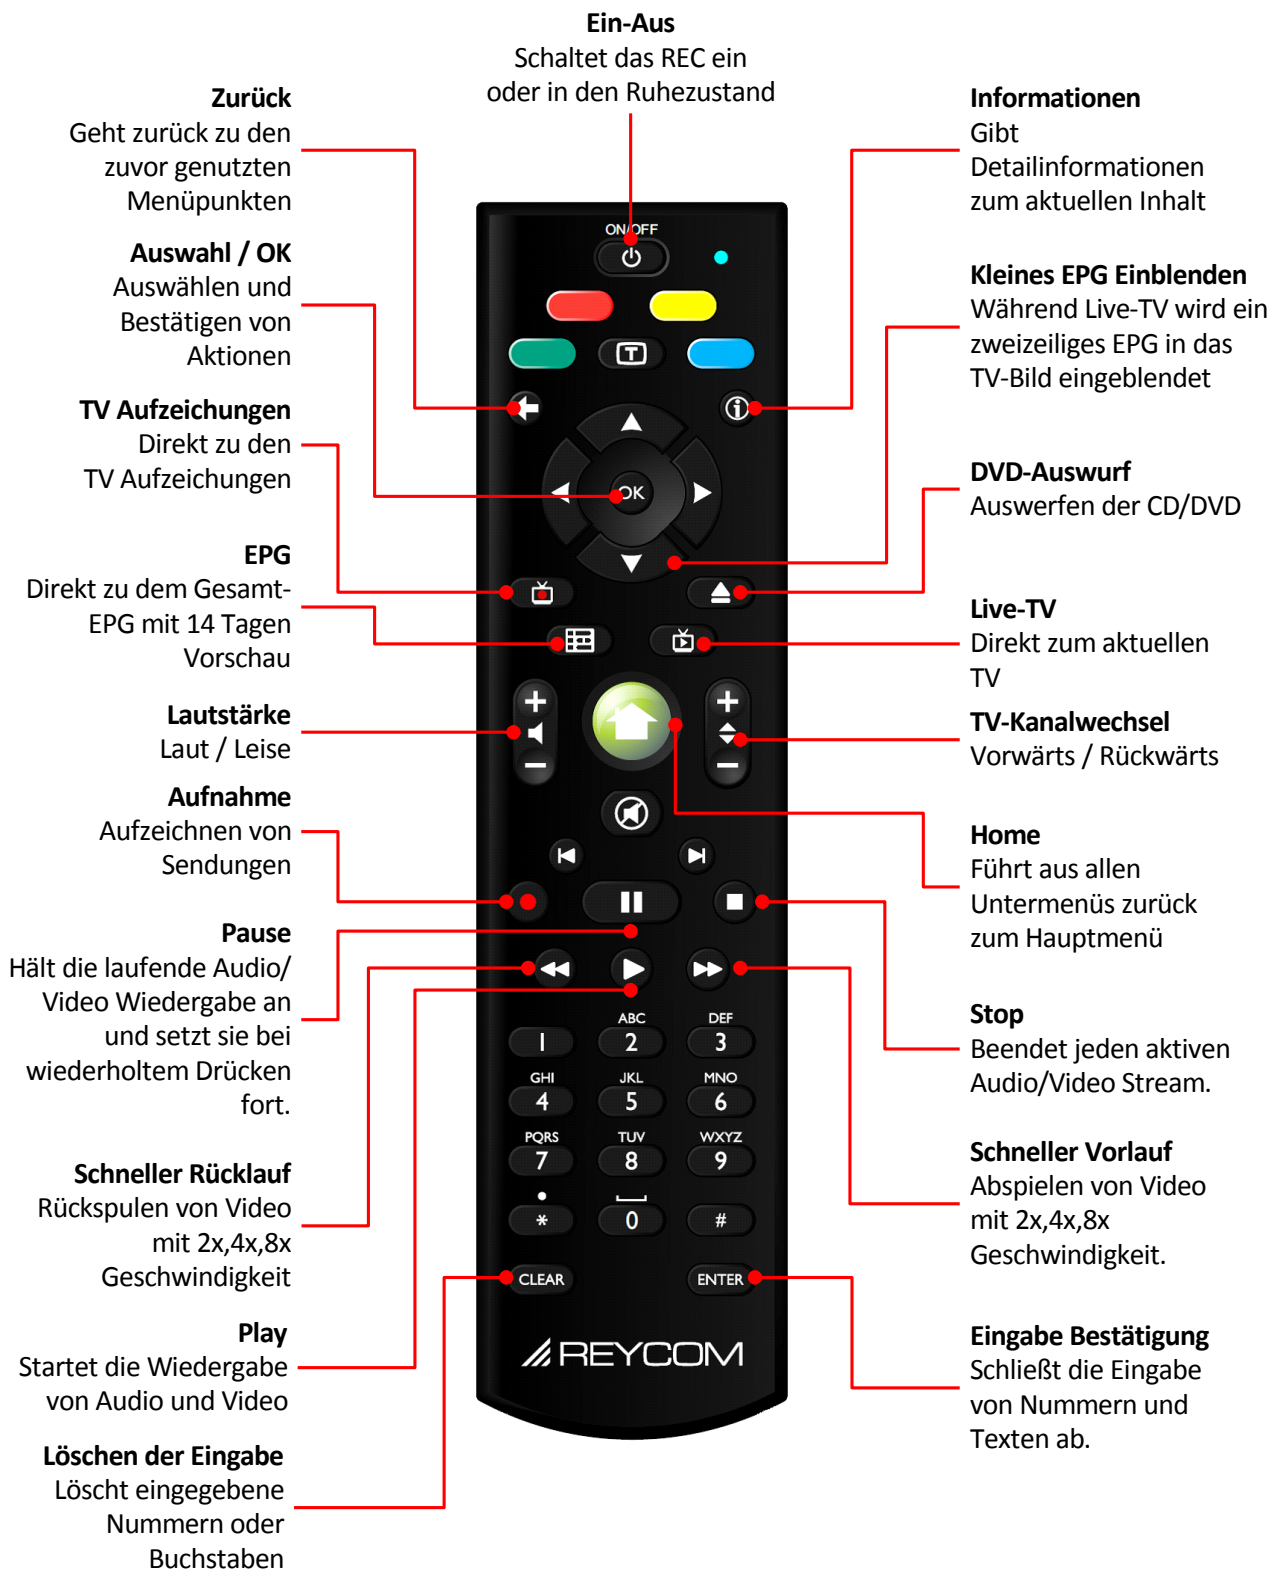 Ein-Aus
Schaltet das REC ein
oder in den Ruhezustand
Zurück
Geht zurück zu den
zuvor genutzten
Menüpunkten
Auswahl / OK
Auswählen und
Bestätigen von
Aktionen
TV Aufzeichungen
Direkt zu den
TV Aufzeichungen
EPG
Direkt zu dem Gesamt-
EPG mit 14 Tagen
Vorschau
Lautstärke
Laut / Leise
Aufnahme
Aufzeichnen von
Sendungen
Pause
Hält die laufende Audio/
Video Wiedergabe an
und setzt sie bei
wiederholtem Drücken
fort.
Schneller Rücklauf
Rückspulen von Video
mit 2x,4x,8x
Geschwindigkeit
Play
Startet die Wiedergabe
von Audio und Video
Löschen der Eingabe
Löscht eingegebene
Nummern oder
Buchstaben
ON/OFF
T
i
OK
ABC DEF
1 2 3
GHI JKL MNO
4 5 6
PQRS TUV WXYZ
7 8 9
* 0 #
CLEAR ENTER
REYCOM
Informationen
Gibt
Detailinformationen
zum aktuellen Inhalt
Kleines EPG Einblenden
Während Live-TV wird ein
zweizeiliges EPG in das
TV-Bild eingeblendet
DVD-Auswurf
Auswerfen der CD/DVD
Live-TV
Direkt zum aktuellen
TV
TV-Kanalwechsel
Vorwärts / Rückwärts
Home
Führt aus allen
Untermenüs zurück
zum Hauptmenü
Stop
Beendet jeden aktiven
Audio/Video Stream.
Schneller Vorlauf
Abspielen von Video
mit 2x,4x,8x
Geschwindigkeit.
Eingabe Bestätigung
Schließt die Eingabe
von Nummern und
Texten ab.